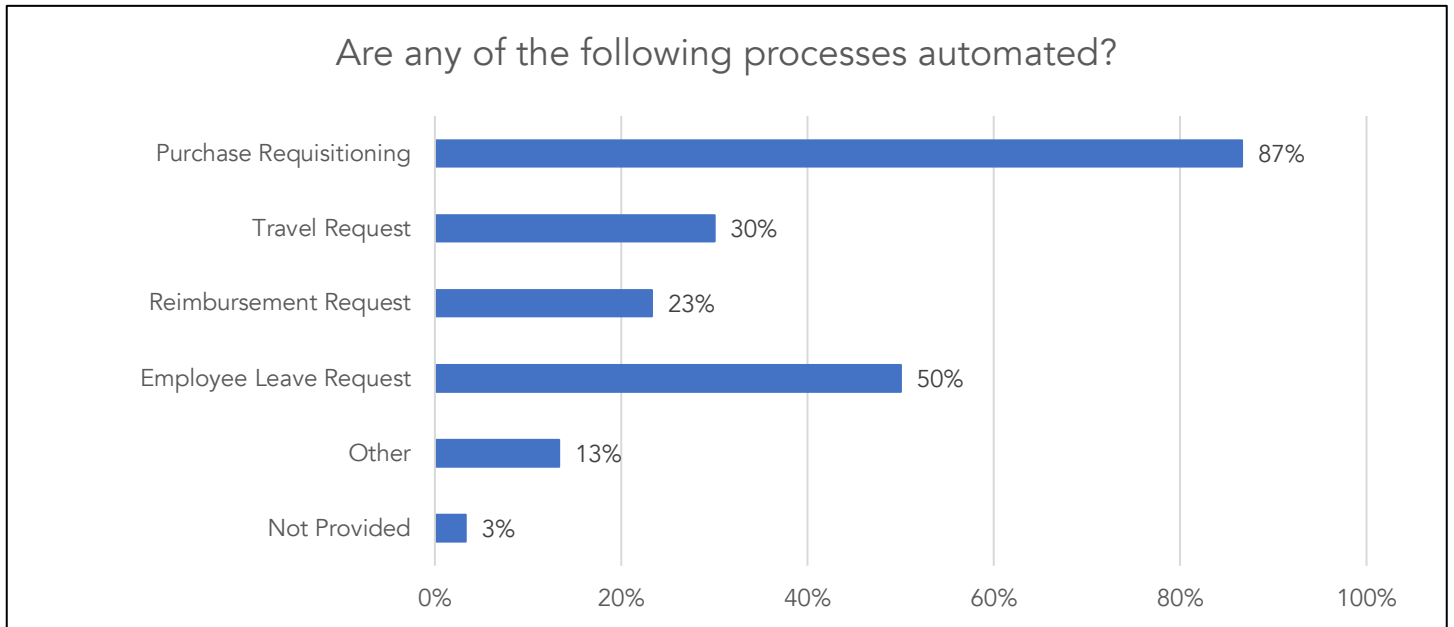 Are any of the following processes automated?
Purchase Requisitioning 87%
Travel Request 30%
Reimbursement Request 23%
Employee Leave Request 50%
Other 13%
Not Provided 3%
0% 20% 40% 60% 80% 100%